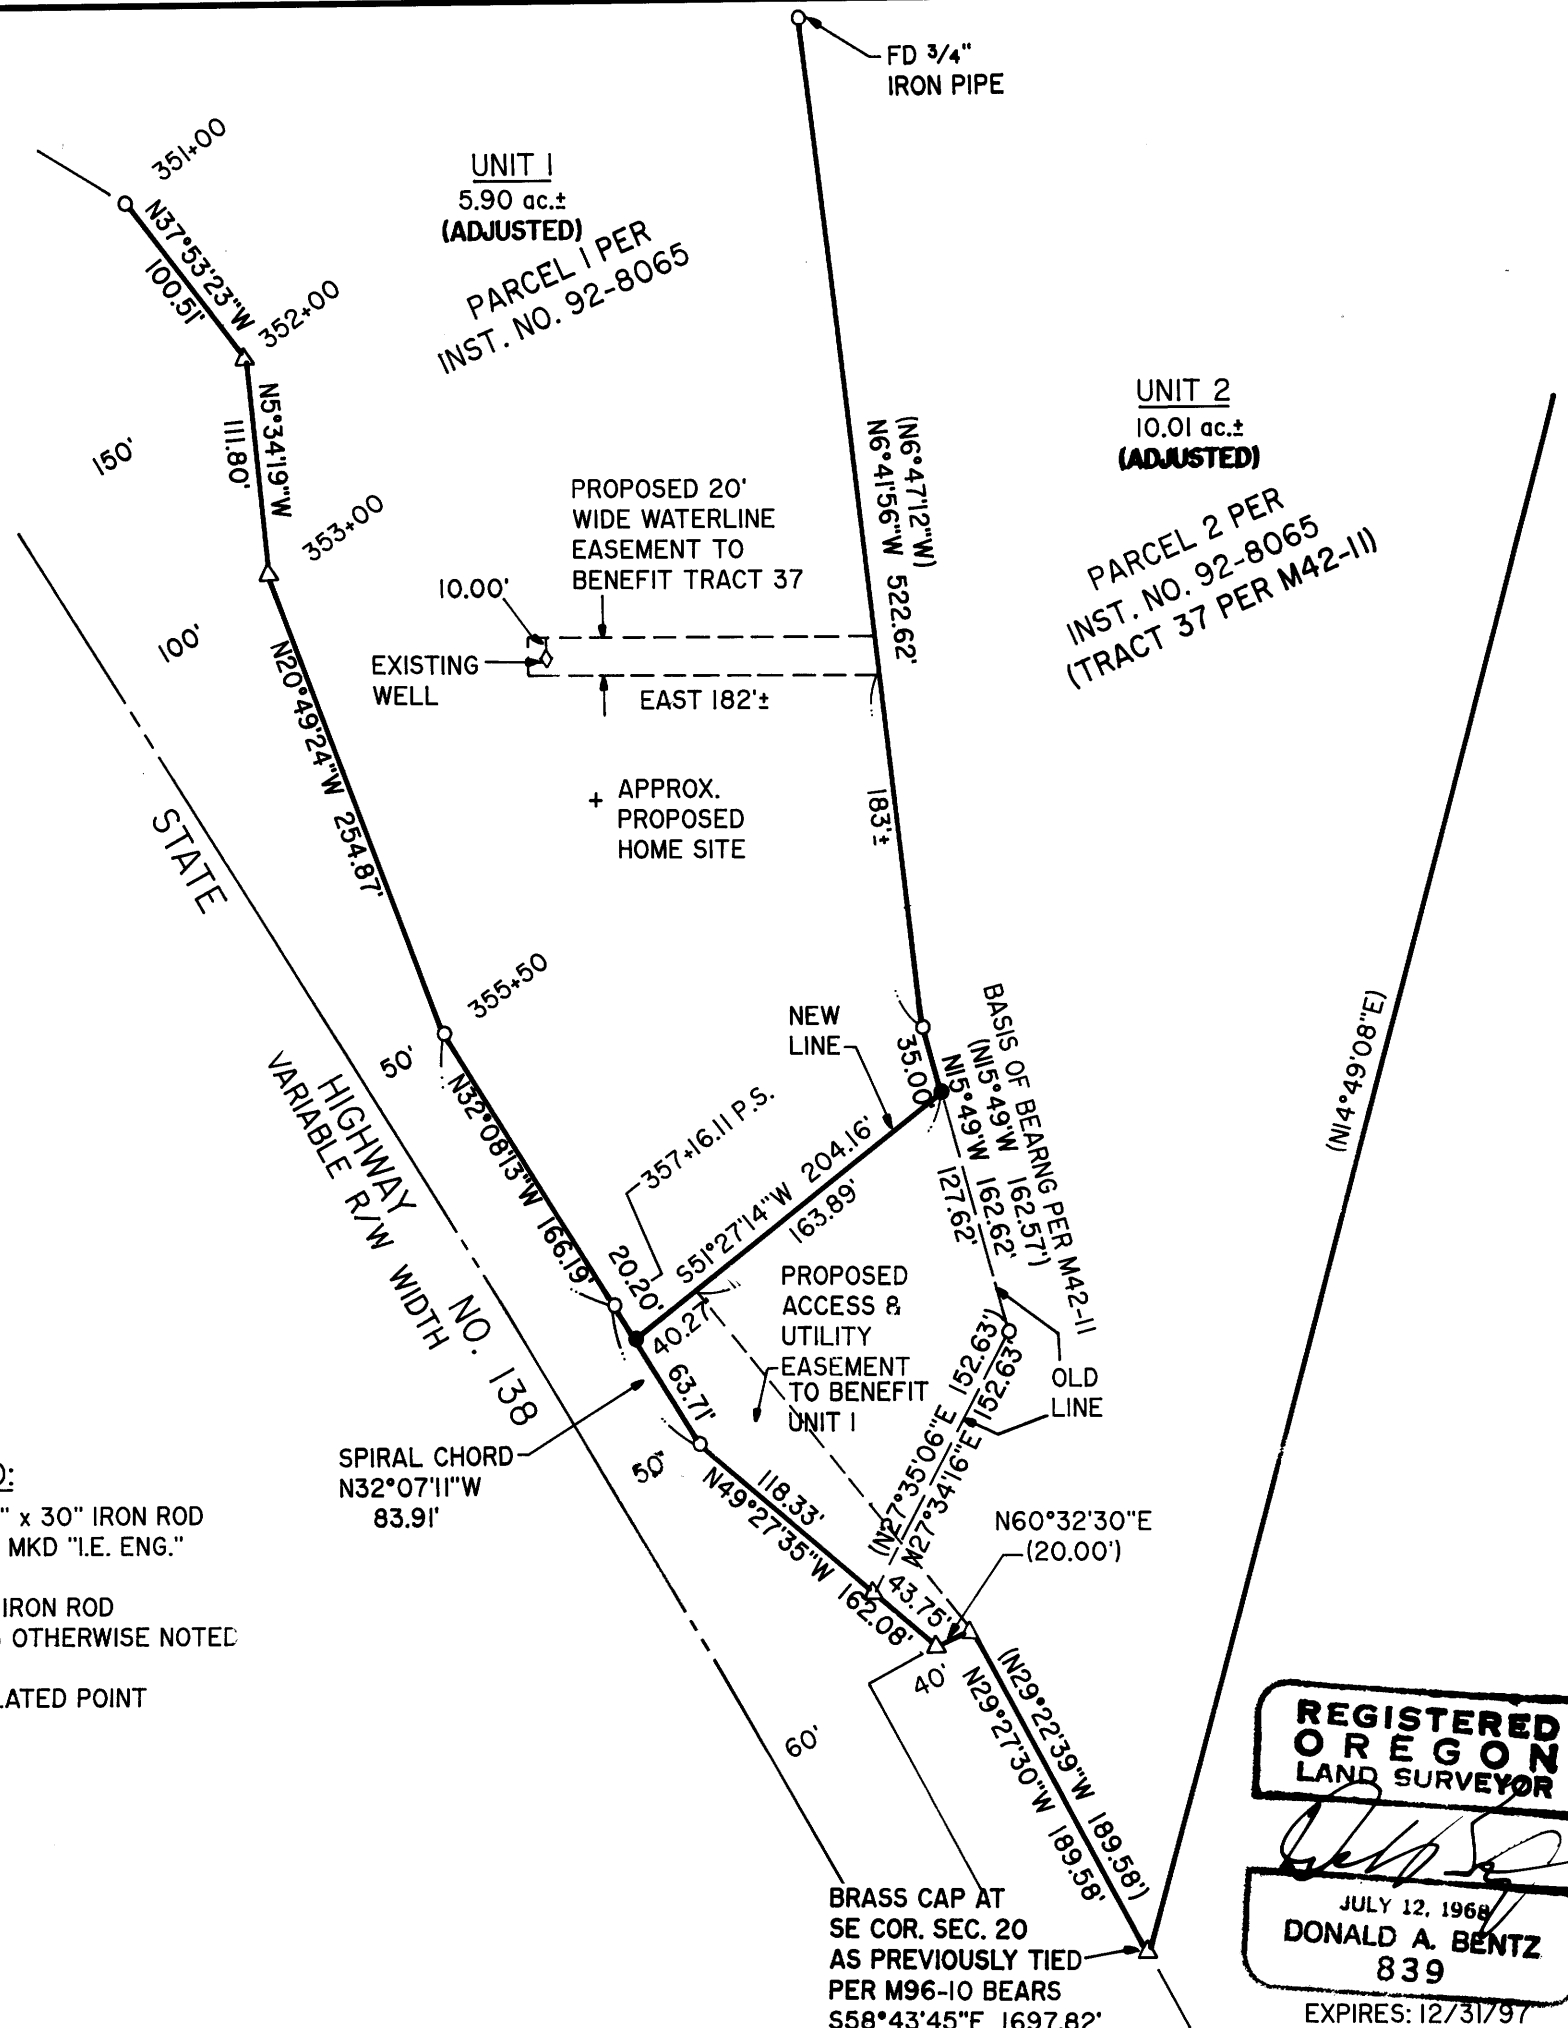 FD 3/4"
IRON PIPE
351+00
UNIT 1
5.90 ac.±
(ADJUSTED)
PARCEL 1 PER
INST. NO. 92-8065
N37°53'23"W
100.51'
352+00
N5°34'19"W
111.80'
150'
353+00
UNIT 2
10.01 ac.±
(ADJUSTED)
PARCEL 2 PER
INST. NO. 92-8065
(TRACT 37 PER M42-11)
(N6°47'12"W)
N6°41'56"W 522.62'
PROPOSED 20'
WIDE WATERLINE
EASEMENT TO
BENEFIT TRACT 37
10.00'
EXISTING
WELL
EAST 182'±
100'
N20°49'24"W 254.87'
+ APPROX.
PROPOSED
HOME SITE
183'±
STATE
HIGHWAY
NO. 138
VARIABLE R/W WIDTH
355+50
50'
N32°08'13"W 166.19'
NEW
LINE
35.00'
BASIS OF BEARNG PER M42-11
(N15°49'W 162.57')
N15°49'W 162.62'
127.62'
(N14°49'08"E)
357+16.11 P.S.
20.20'
S51°27'14"W 204.16'
163.89'
40.27'
63.71'
PROPOSED
ACCESS &
UTILITY
EASEMENT
TO BENEFIT
UNIT 1
OLD
LINE
(N27°35'06"E 152.63')
N27°34'16"E 152.63'
SPIRAL CHORD
N32°07'11"W
83.91'
50'
118.33'
N49°27'35"W 162.08'
43.75'
N60°32'30"E
(20.00')
40'
60'
(N29°22'39"W 189.58')
N29°27'30"W 189.58'
D:
" x 30" IRON ROD
MKD "I.E. ENG."
IRON ROD
OTHERWISE NOTED
LATED POINT
BRASS CAP AT
SE COR. SEC. 20
AS PREVIOUSLY TIED
PER M96-10 BEARS
S58°43'45"E 1697.82'
REGISTERED
OREGON
LAND SURVEYOR
JULY 12, 1968
DONALD A. BENTZ
839
EXPIRES: 12/31/97